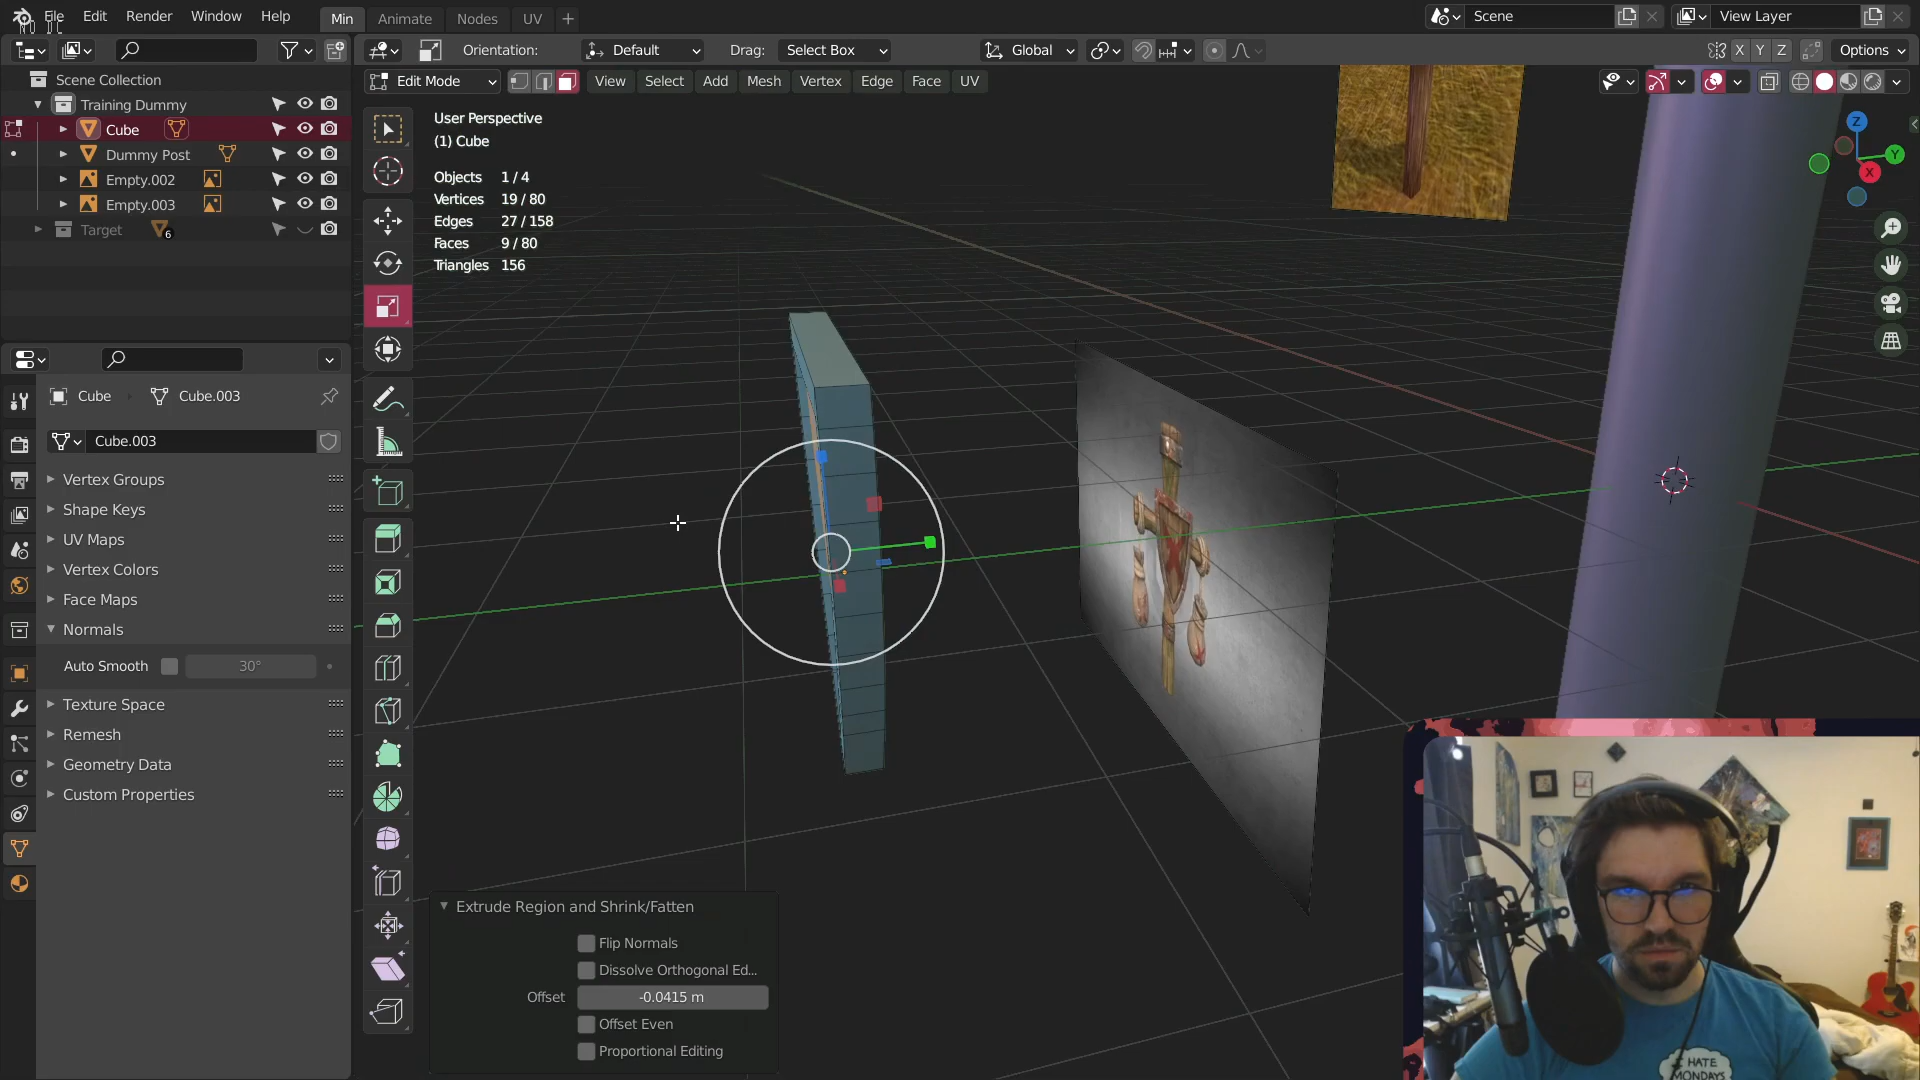 File Edit Render Window Help
Min Animate Nodes UV +
Scene
View Layer
Orientation: Default Drag: Select Box
Global
X Y Z Options
Edit Mode View Select Add Mesh Vertex Edge Face UV
Scene Collection
Training Dummy
Cube
Dummy Post
Empty.002
Empty.003
Target 6
User Perspective
(1) Cube
Objects 1 / 4
Vertices 19 / 80
Edges 27 / 158
Faces 9 / 80
Triangles 156
Z
Y
X
Cube Cube.003
Cube.003
Vertex Groups
Shape Keys
UV Maps
Vertex Colors
Face Maps
Normals
Auto Smooth 30°
Texture Space
Remesh
Geometry Data
Custom Properties
Extrude Region and Shrink/Fatten
Flip Normals
Dissolve Orthogonal Ed...
Offset -0.0415 m
Offset Even
Proportional Editing
I HATE
MONDAYS